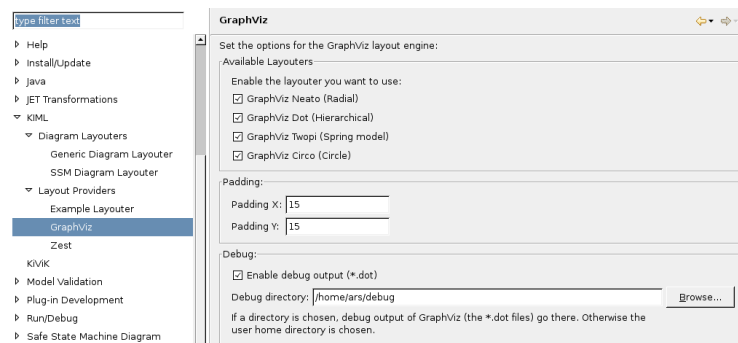 type filter text
Help
Install/Update
Java
JET Transformations
KIML
Diagram Layouters
Generic Diagram Layouter
SSM Diagram Layouter
Layout Providers
Example Layouter
GraphViz
Zest
KiViK
Model Validation
Plug-in Development
Run/Debug
Safe State Machine Diagram
GraphViz
Set the options for the GraphViz layout engine:
Available Layouters
Enable the layouter you want to use:
GraphViz Neato (Radial)
GraphViz Dot (Hierarchical)
GraphViz Twopi (Spring model)
GraphViz Circo (Circle)
Padding:
Padding X: 15
Padding Y: 15
Debug:
Enable debug output (*.dot)
Debug directory: /home/ars/debug Browse...
If a directory is chosen, debug output of GraphViz (the *.dot files) go there. Otherwise the
user home directory is chosen.